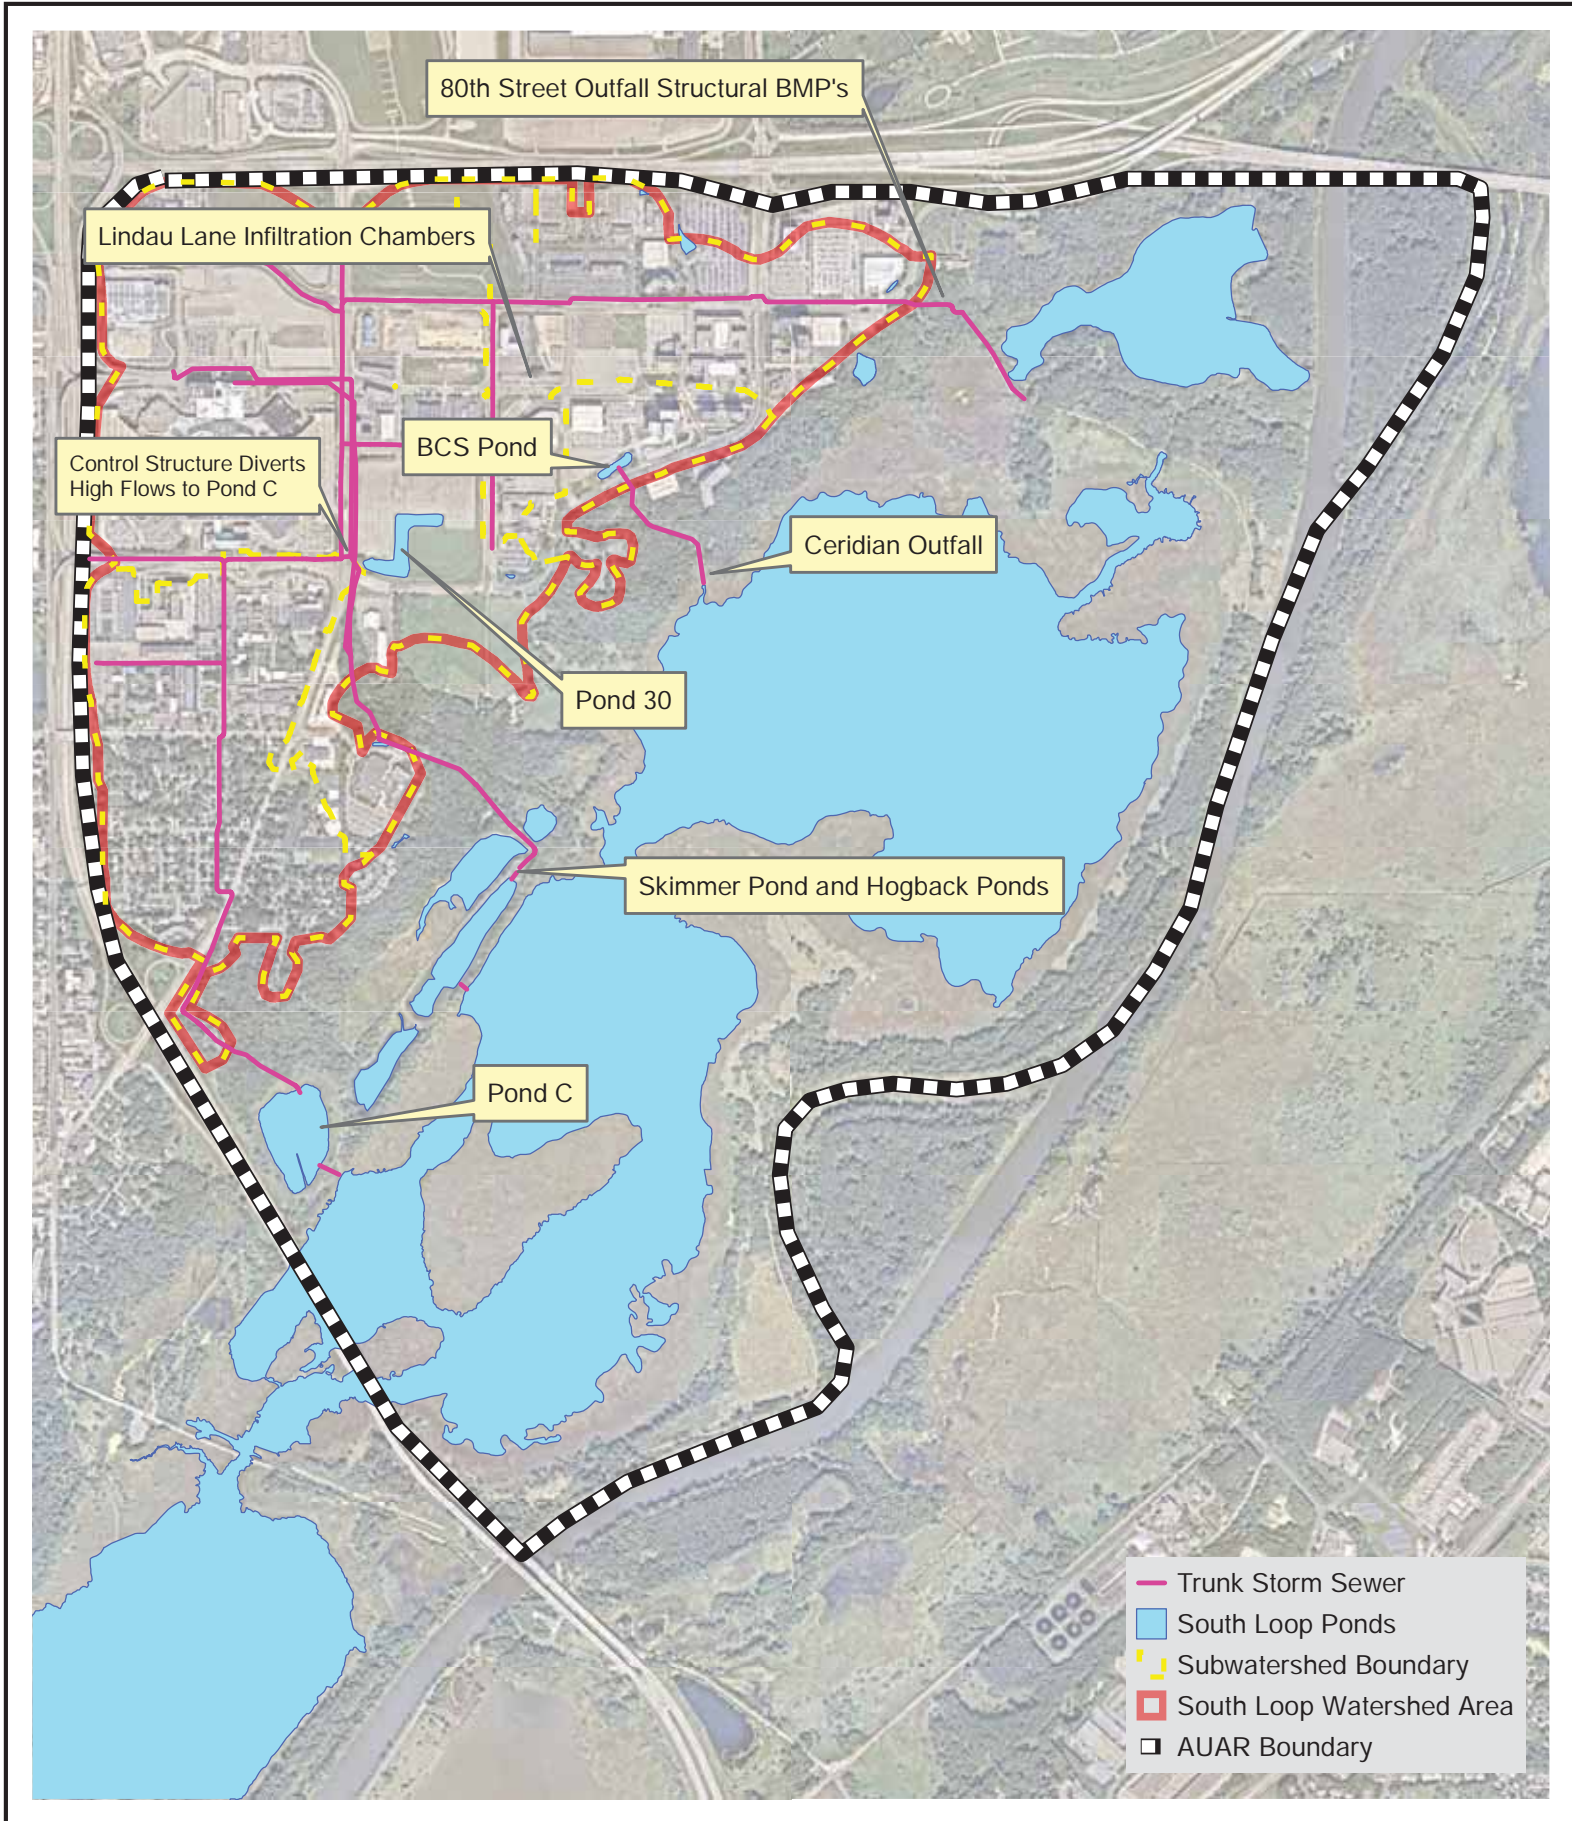 80th Street Outfall Structural BMP's
Lindau Lane Infiltration Chambers
BCS Pond
Control Structure Diverts
High Flows to Pond C
Ceridian Outfall
Pond 30
Skimmer Pond and Hogback Ponds
Pond C
Trunk Storm Sewer
South Loop Ponds
Subwatershed Boundary
South Loop Watershed Area
AUAR Boundary